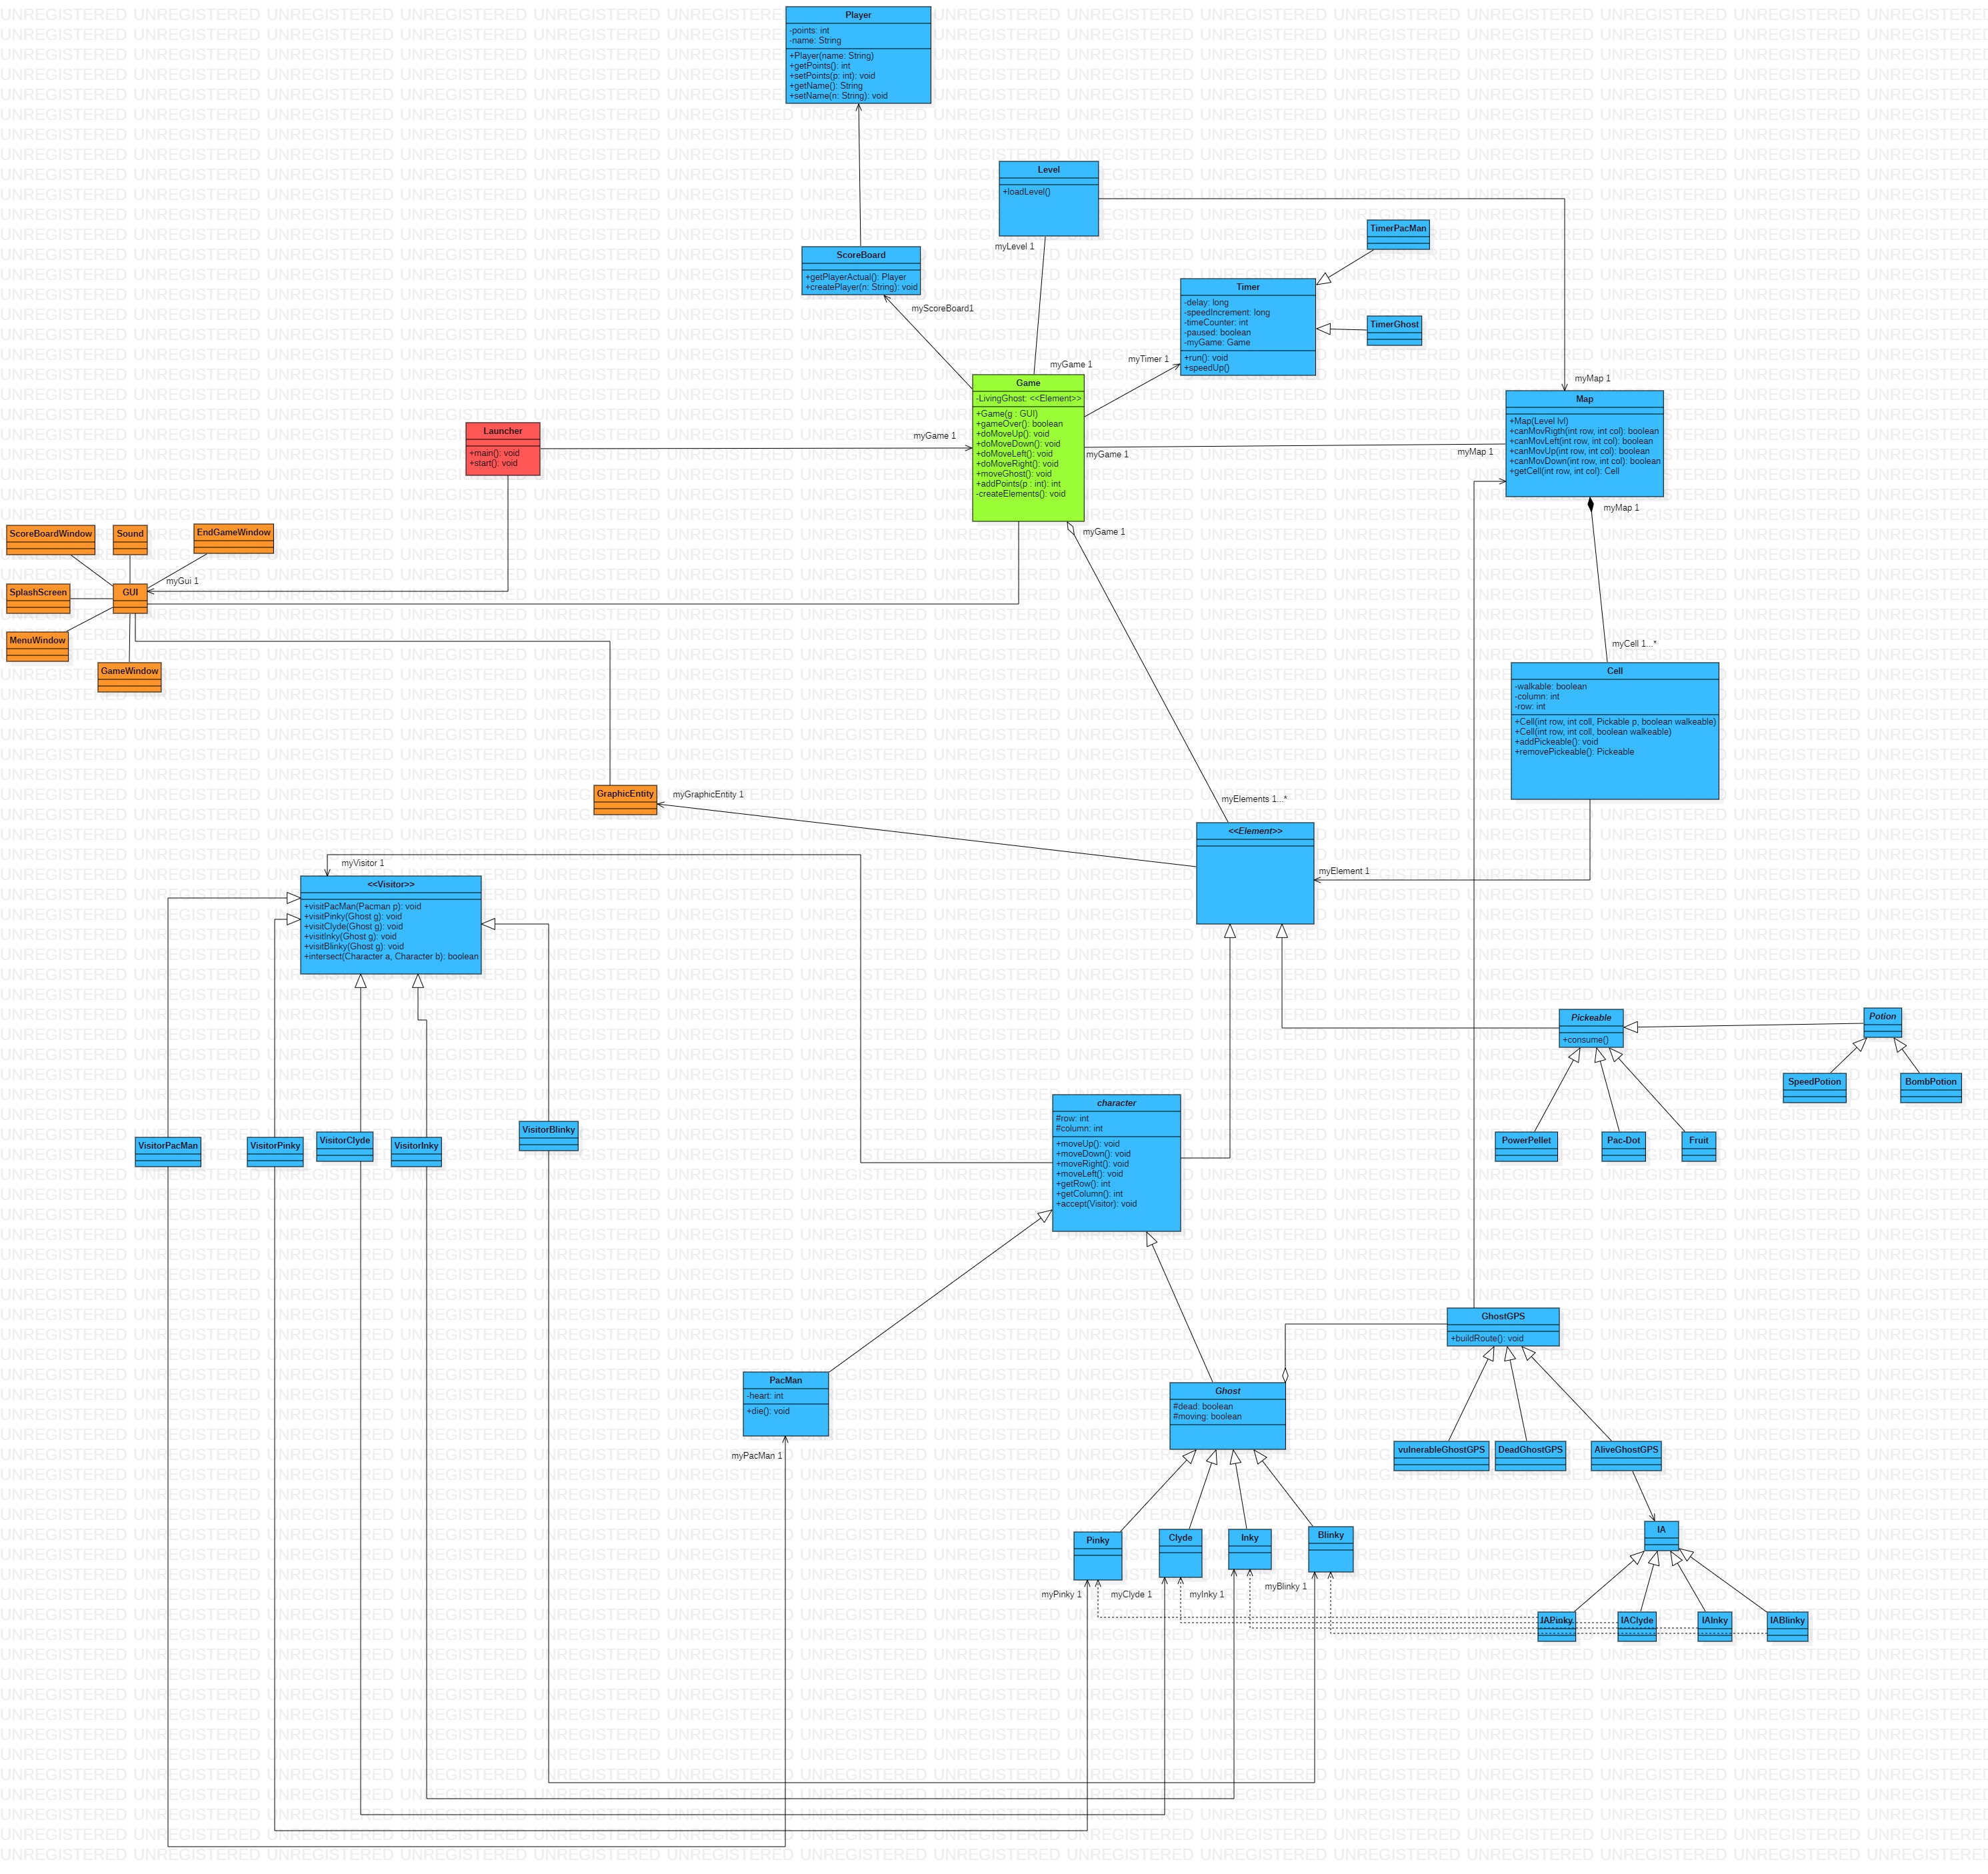 Player
-points: int
-name: String
+Player(name: String)
+getPoints(): int
+setPoints(p: int): void
+getName(): String
+setName(n: String): void
Level
+loadLevel()
myLevel 1
ScoreBoard
+getPlayerActual(): Player
+createPlayer(n: String): void
myScoreBoard1
TimerPacMan
Timer
-delay: long
-speedIncrement: long
-timeCounter: int
-paused: boolean
-myGame: Game
+run(): void
+speedUp()
TimerGhost
myTimer 1
myGame 1
Game
-LivingGhost: <<Element>>
+Game(g : GUI)
+gameOver(): boolean
+doMoveUp(): void
+doMoveDown(): void
+doMoveLeft(): void
+doMoveRight(): void
+moveGhost(): void
+addPoints(p : int): int
-createElements(): void
myMap 1
Map
+Map(Level lvl)
+canMovRigth(int row, int col): boolean
+canMovLeft(int row, int col): boolean
+canMovUp(int row, int col): boolean
+canMovDown(int row, int col): boolean
+getCell(int row, int col): Cell
Launcher
+main(): void
+start(): void
myGame 1
myGame 1
myMap 1
myMap 1
myGame 1
ScoreBoardWindow
Sound
EndGameWindow
myGui 1
SplashScreen
GUI
MenuWindow
GameWindow
myCell 1...*
Cell
-walkable: boolean
-column: int
-row: int
+Cell(int row, int coll, Pickable p, boolean walkeable)
+Cell(int row, int coll, boolean walkeable)
+addPickeable(): void
+removePickeable(): Pickeable
GraphicEntity
myGraphicEntity 1
myElements 1...*
<<Element>>
myElement 1
myVisitor 1
<<Visitor>>
+visitPacMan(Pacman p): void
+visitPinky(Ghost g): void
+visitClyde(Ghost g): void
+visitInky(Ghost g): void
+visitBlinky(Ghost g): void
+intersect(Character a, Character b): boolean
Pickeable
+consume()
Potion
SpeedPotion
BombPotion
PowerPellet
Pac-Dot
Fruit
VisitorPacMan
VisitorPinky
VisitorClyde
VisitorInky
VisitorBlinky
character
#row: int
#column: int
+moveUp(): void
+moveDown(): void
+moveRight(): void
+moveLeft(): void
+getRow(): int
+getColumn(): int
+accept(Visitor): void
GhostGPS
+buildRoute(): void
PacMan
-heart: int
+die(): void
myPacMan 1
Ghost
#dead: boolean
#moving: boolean
vulnerableGhostGPS
DeadGhostGPS
AliveGhostGPS
Pinky
Clyde
Inky
Blinky
myPinky 1
myClyde 1
myInky 1
myBlinky 1
IA
IAPinky
IAClyde
IAInky
IABlinky